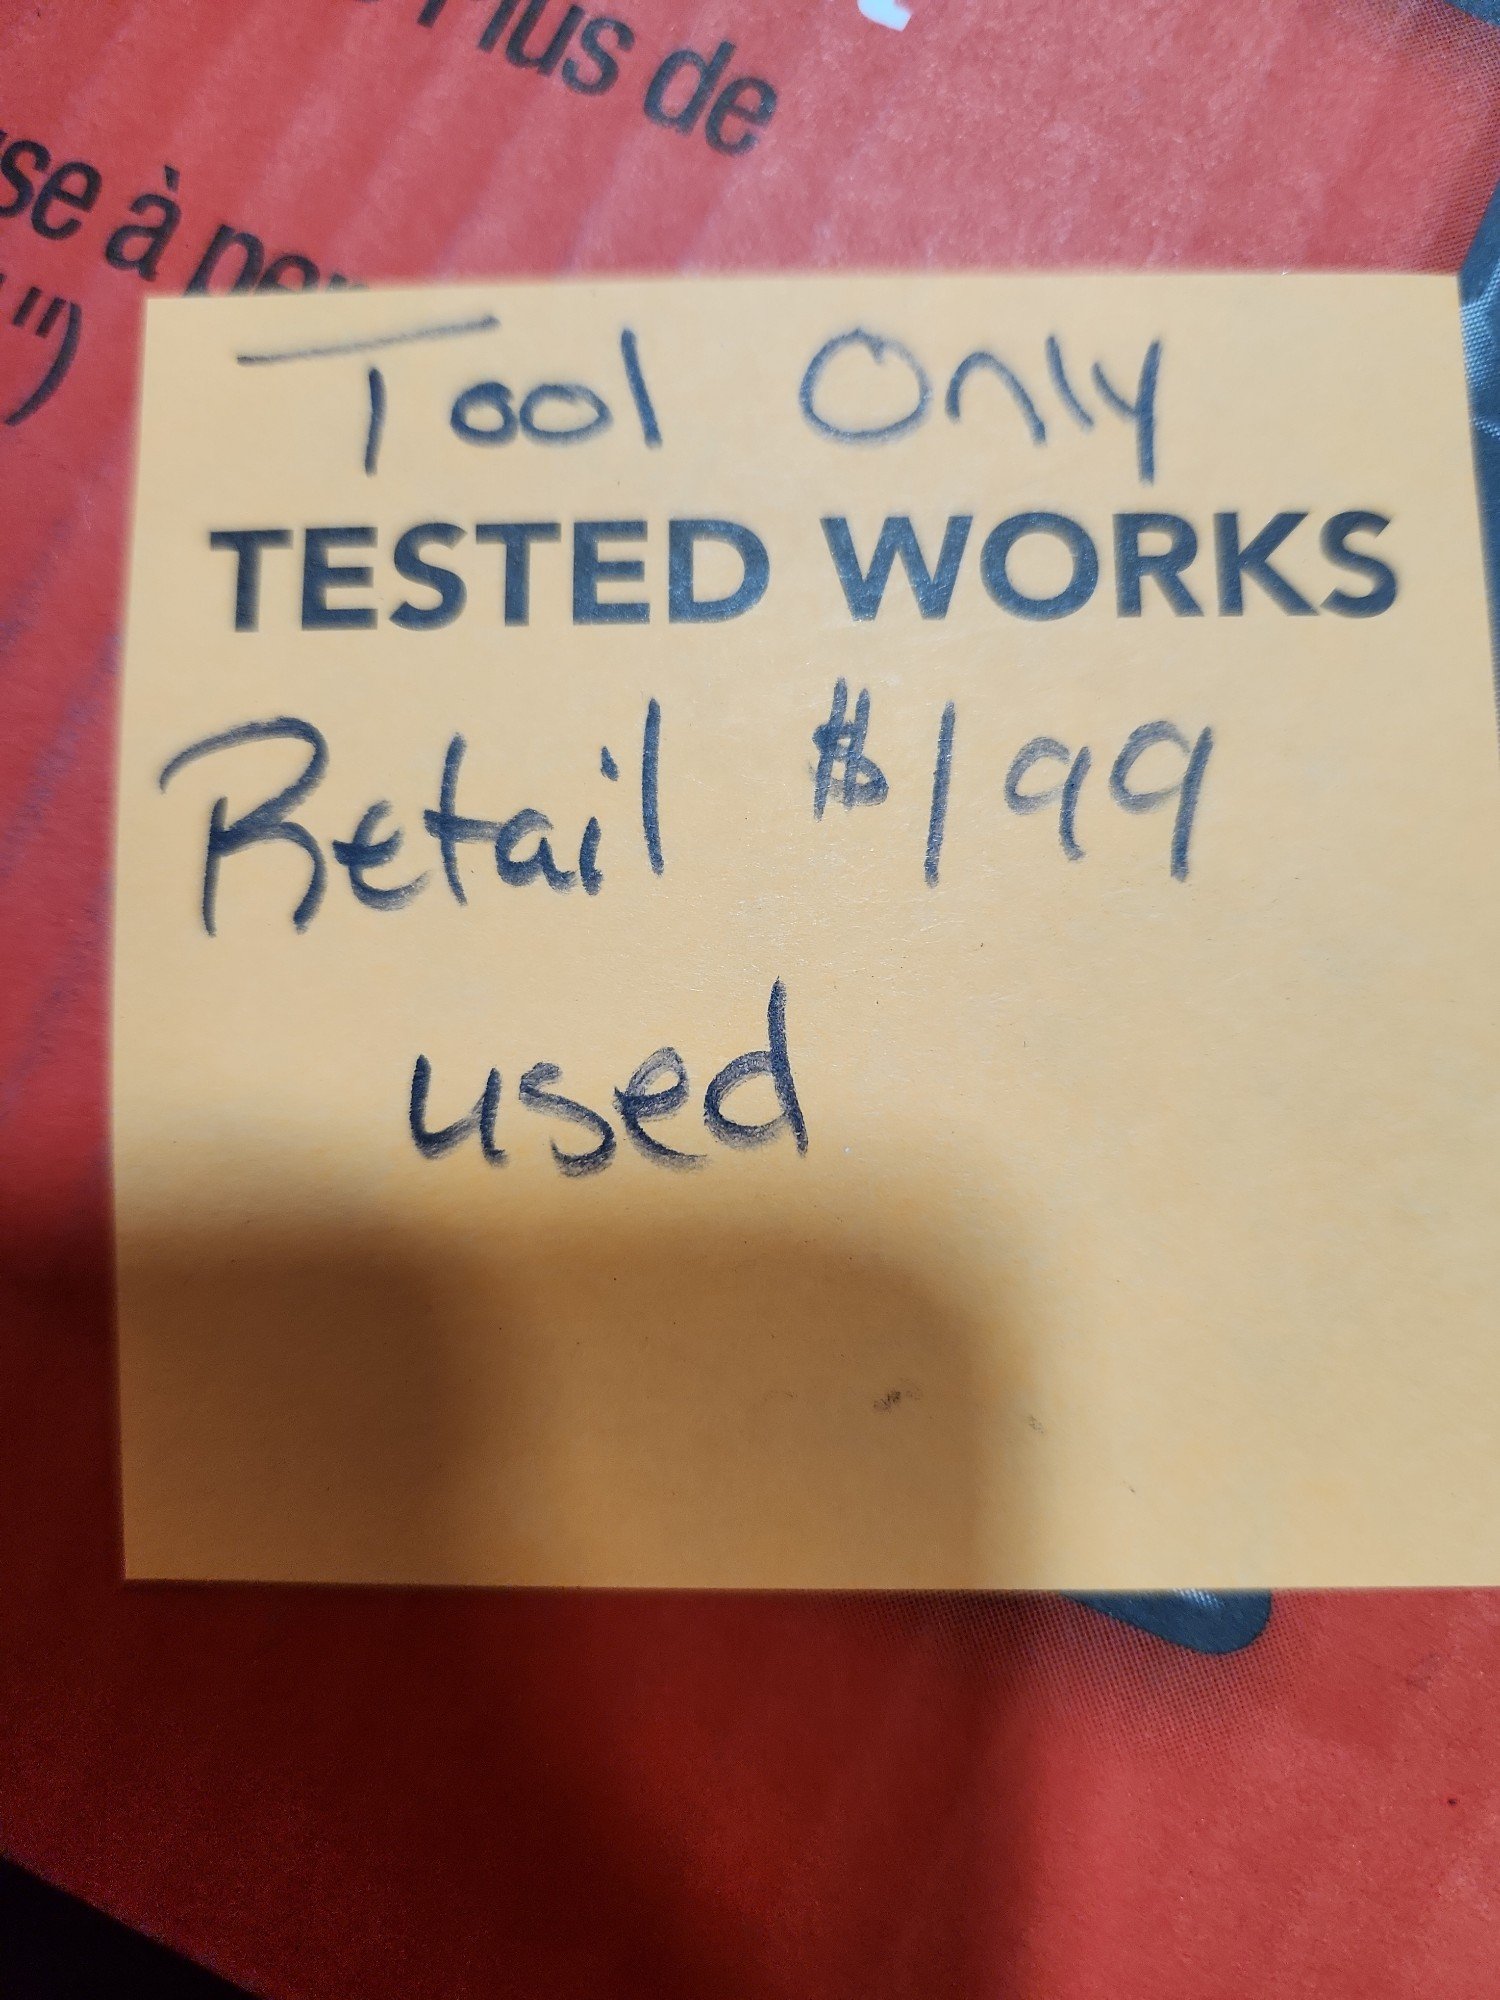 Plus de
se à
")
Tool Only
TESTED WORKS
Retail $199
used